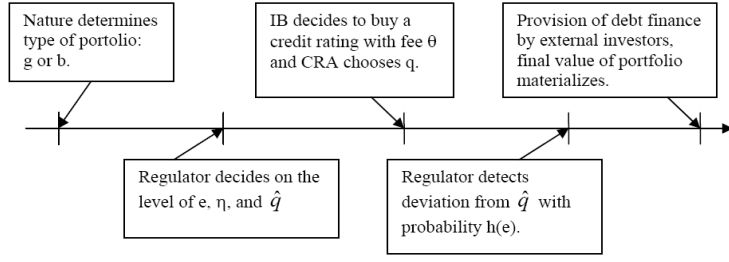 Nature determines
type of portolio:
g or b.
IB decides to buy a
credit rating with fee θ
and CRA chooses q.
Provision of debt finance
by external investors,
final value of portfolio
materializes.
Regulator decides on the
level of e, η, and q̂
Regulator detects
deviation from q̂ with
probability h(e).